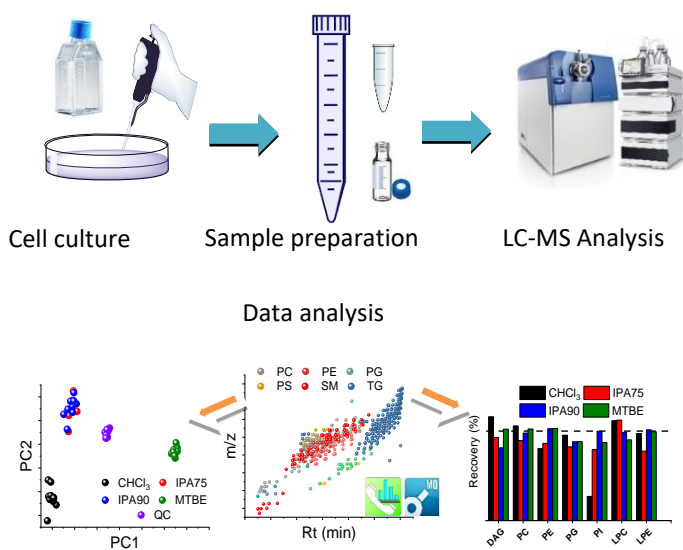 Cell culture
Sample preparation
LC-MS Analysis
Data analysis
PC2
CHCl₃
IPA75
IPA90
MTBE
QC
PC1
PC
PE
PG
PS
SM
TG
m/z
Rt (min)
MQ
CHCl₃
IPA75
IPA90
MTBE
Recovery (%)
DAG
PC
PE
PG
PI
LPC
LPE